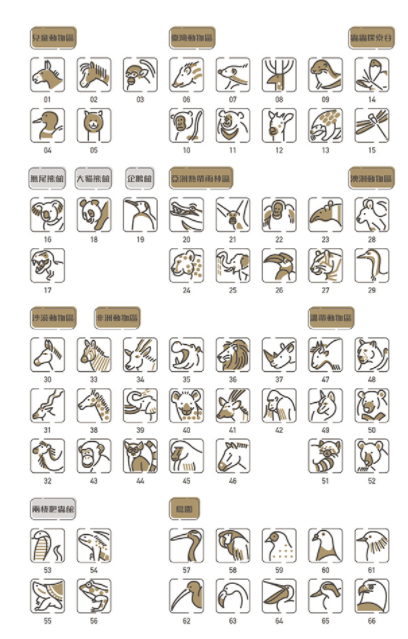 兒童動物區 臺灣動物區 蟲蟲探索谷
01 02 03 06 07 08 09 14
04 05 10 11 12 13 15
無尾熊館 大貓熊館 企鵝館 亞洲熱帶雨林區 澳洲動物區
16 18 19 20 21 22 23 28
17 24 25 26 27 29
沙漠動物區 非洲動物區 溫帶動物區
30 33 34 35 36 37 47 48
31 38 39 40 41 42 49 50
32 43 44 45 46 51 52
兩棲爬蟲館 鳥園
53 54 57 58 59 60 61
55 56 62 63 64 65 66